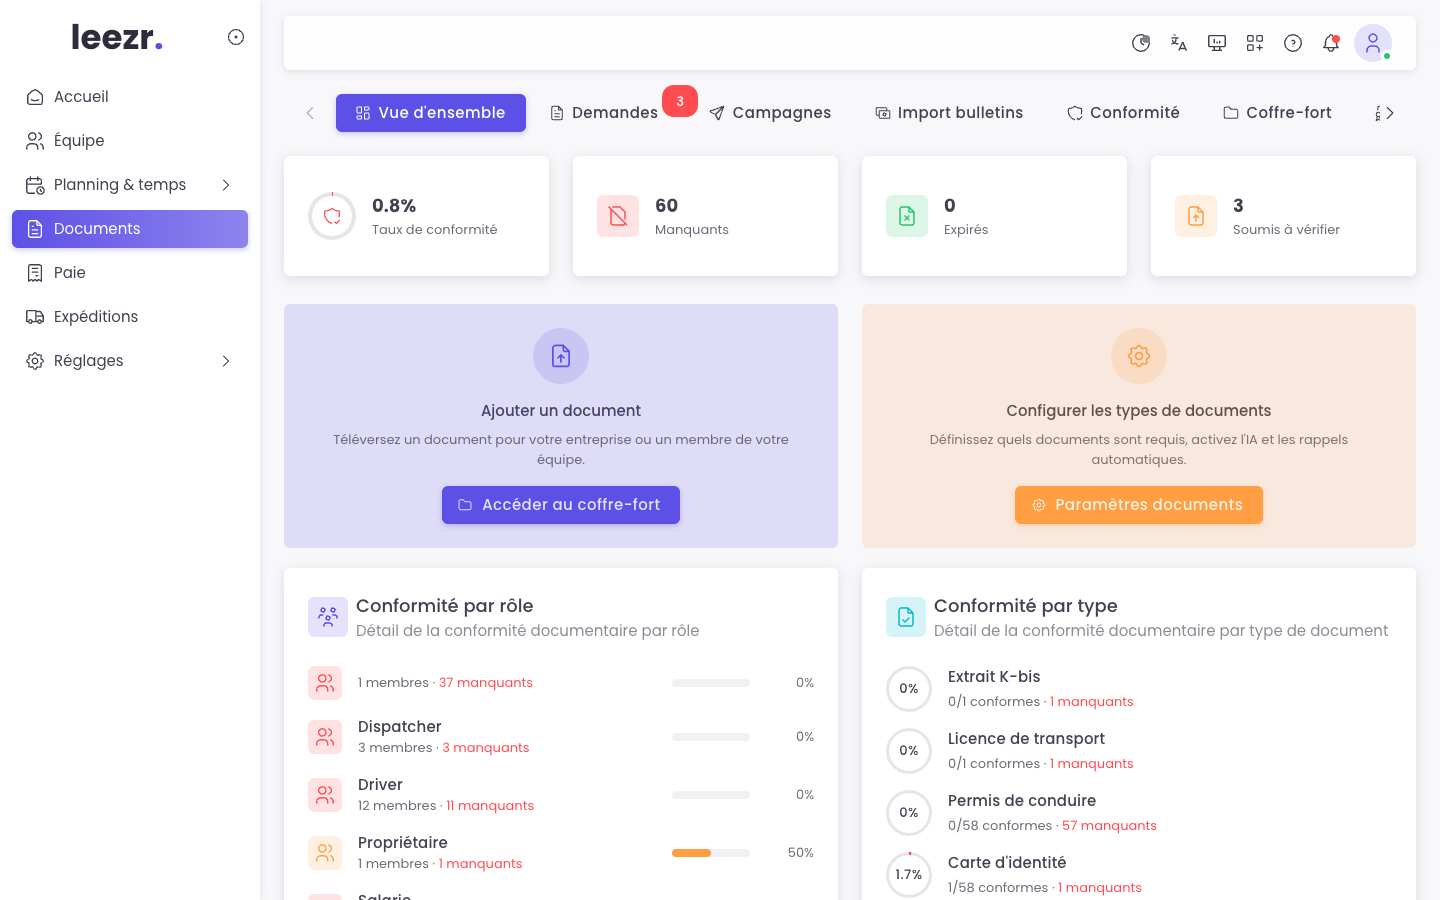 leezr.
Accueil
Équipe
Planning & temps
Documents
Paie
Expéditions
Réglages
Vue d'ensemble
Demandes
3
Campagnes
Import bulletins
Conformité
Coffre-fort
0.8%
Taux de conformité
60
Manquants
0
Expirés
3
Soumis à vérifier
Ajouter un document
Téléversez un document pour votre entreprise ou un membre de votre
équipe.
Accéder au coffre-fort
Configurer les types de documents
Définissez quels documents sont requis, activez l'IA et les rappels
automatiques.
Paramètres documents
Conformité par rôle
Détail de la conformité documentaire par rôle
1 membres · 37 manquants
0%
Dispatcher
3 membres · 3 manquants
0%
Driver
12 membres · 11 manquants
0%
Propriétaire
1 membres · 1 manquants
50%
Salarie
Conformité par type
Détail de la conformité documentaire par type de document
0%
Extrait K-bis
0/1 conformes · 1 manquants
0%
Licence de transport
0/1 conformes · 1 manquants
0%
Permis de conduire
0/58 conformes · 57 manquants
1.7%
Carte d'identité
1/58 conformes · 1 manquants